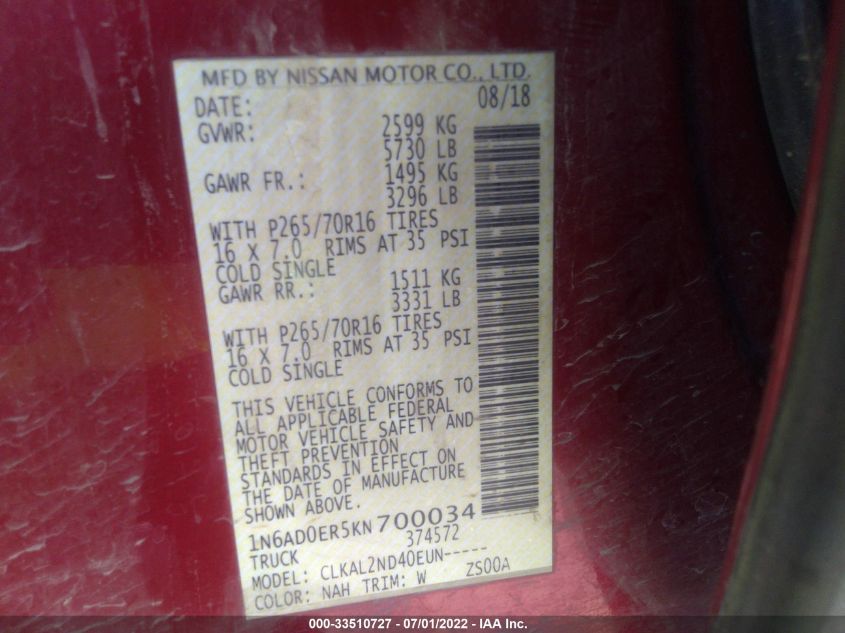 MFD BY NISSAN MOTOR CO., LTD.
DATE: 08/18
GVWR: 2599 KG
5730 LB
GAWR FR.: 1495 KG
3296 LB
WITH P265/70R16 TIRES
16 X 7.0 RIMS AT 35 PSI
COLD SINGLE
GAWR RR.: 1511 KG
3331 LB
WITH P265/70R16 TIRES
16 X 7.0 RIMS AT 35 PSI
COLD SINGLE
THIS VEHICLE CONFORMS TO
ALL APPLICABLE FEDERAL
MOTOR VEHICLE SAFETY AND
THEFT PREVENTION
STANDARDS IN EFFECT ON
THE DATE OF MANUFACTURE
SHOWN ABOVE.
1N6AD0ER5KN700034
TRUCK 374572
MODEL: CLKAL2ND40EUN-----
COLOR: NAH TRIM: W ZS00A
000-33510727 - 07/01/2022 - IAA Inc.